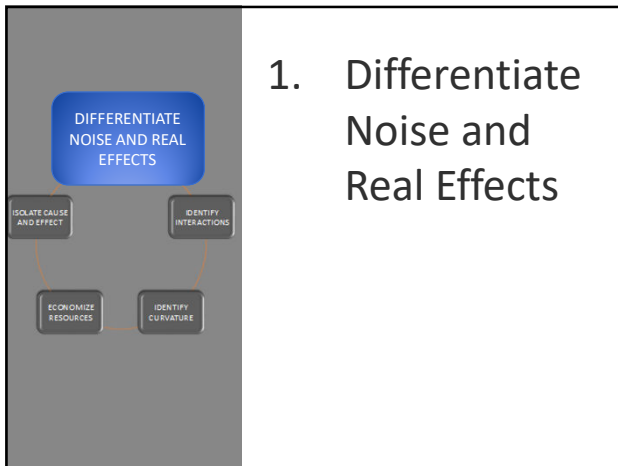 DIFFERENTIATE
NOISE AND REAL
EFFECTS
ISOLATE CAUSE
AND EFFECT
IDENTIFY
INTERACTIONS
ECONOMIZE
RESOURCES
IDENTIFY
CURVATURE
1. Differentiate
Noise and
Real Effects